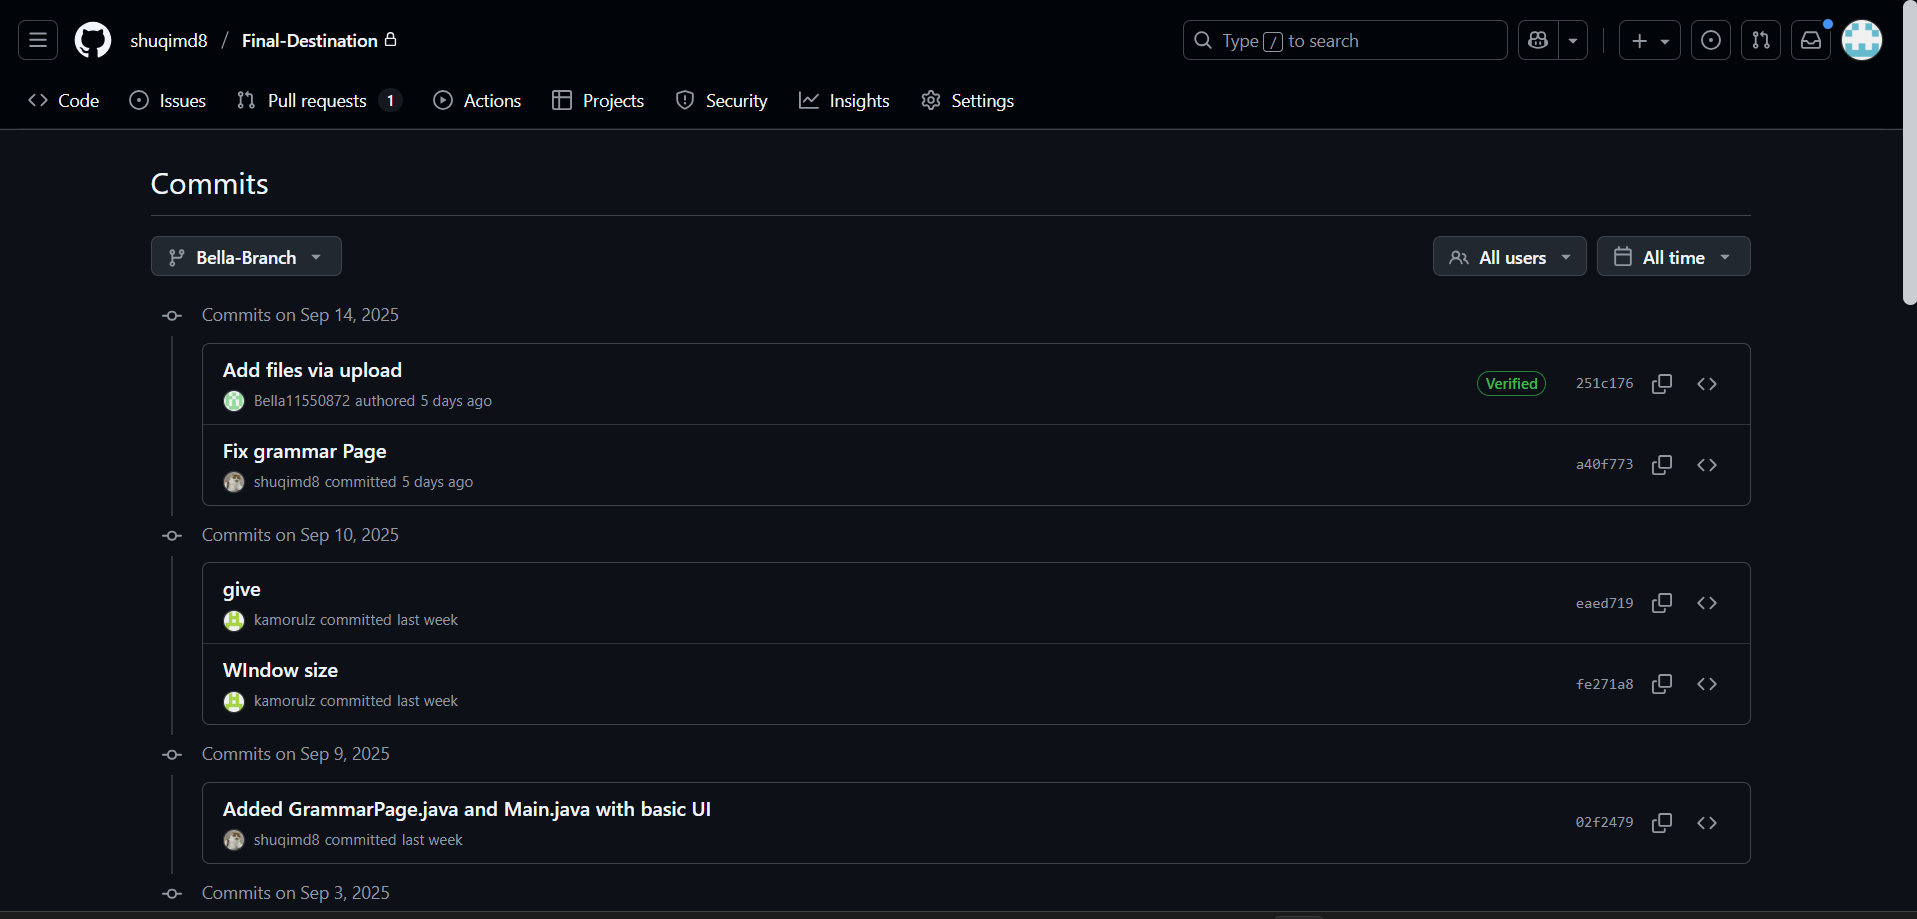 shuqimd8 / Final-Destination
Type / to search
Code
Issues
Pull requests 1
Actions
Projects
Security
Insights
Settings
Commits
Bella-Branch
All users
All time
Commits on Sep 14, 2025
Add files via upload
Bella11550872 authored 5 days ago
Verified
251c176
Fix grammar Page
shuqimd8 committed 5 days ago
a40f773
Commits on Sep 10, 2025
give
kamorulz committed last week
eaed719
WIndow size
kamorulz committed last week
fe271a8
Commits on Sep 9, 2025
Added GrammarPage.java and Main.java with basic UI
shuqimd8 committed last week
02f2479
Commits on Sep 3, 2025